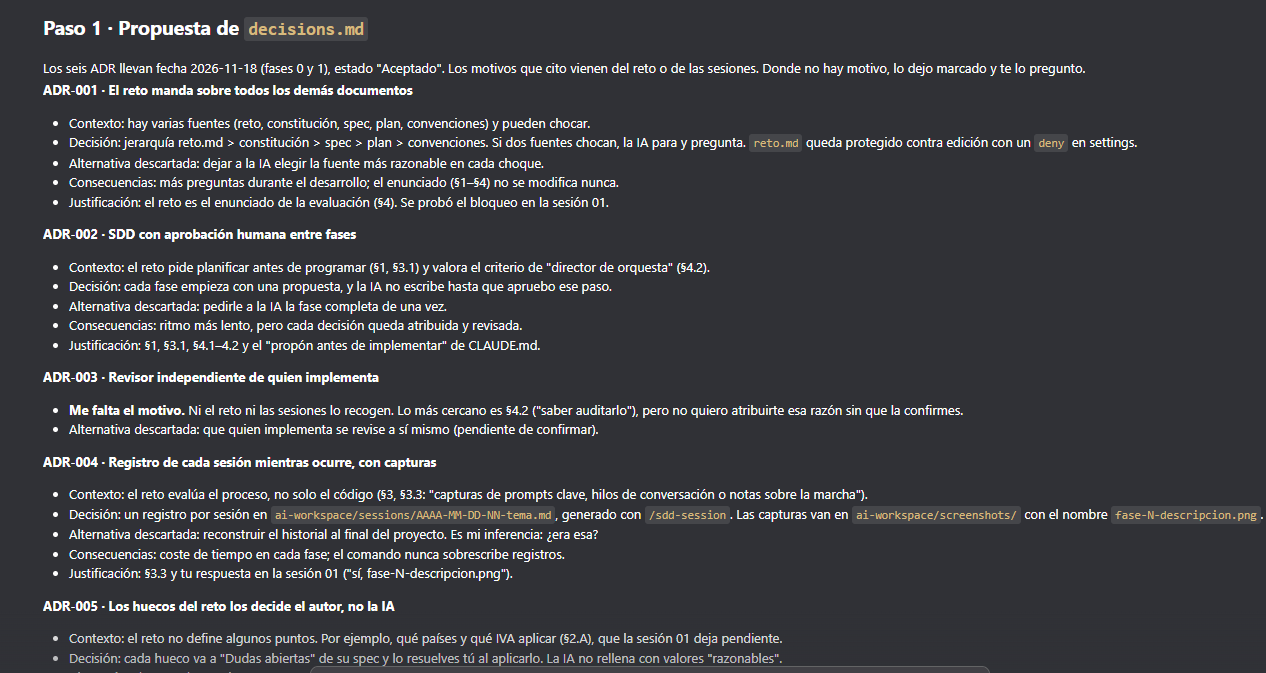 Paso 1 · Propuesta de decisions.md
Los seis ADR llevan fecha 2026-11-18 (fases 0 y 1), estado "Aceptado". Los motivos que cito vienen del reto o de las sesiones. Donde no hay motivo, lo dejo marcado y te lo pregunto.
ADR-001 · El reto manda sobre todos los demás documentos
• Contexto: hay varias fuentes (reto, constitución, spec, plan, convenciones) y pueden chocar.
• Decisión: jerarquía reto.md > constitución > spec > plan > convenciones. Si dos fuentes chocan, la IA para y pregunta. reto.md queda protegido contra edición con un deny en settings.
• Alternativa descartada: dejar a la IA elegir la fuente más razonable en cada choque.
• Consecuencias: más preguntas durante el desarrollo; el enunciado (§1–§4) no se modifica nunca.
• Justificación: el reto es el enunciado de la evaluación (§4). Se probó el bloqueo en la sesión 01.
ADR-002 · SDD con aprobación humana entre fases
• Contexto: el reto pide planificar antes de programar (§1, §3.1) y valora el criterio de "director de orquesta" (§4.2).
• Decisión: cada fase empieza con una propuesta, y la IA no escribe hasta que apruebo ese paso.
• Alternativa descartada: pedirle a la IA la fase completa de una vez.
• Consecuencias: ritmo más lento, pero cada decisión queda atribuida y revisada.
• Justificación: §1, §3.1, §4.1–4.2 y el "propón antes de implementar" de CLAUDE.md.
ADR-003 · Revisor independiente de quien implementa
• Me falta el motivo. Ni el reto ni las sesiones lo recogen. Lo más cercano es §4.2 ("saber auditarlo"), pero no quiero atribuirte esa razón sin que la confirmes.
• Alternativa descartada: que quien implementa se revise a sí mismo (pendiente de confirmar).
ADR-004 · Registro de cada sesión mientras ocurre, con capturas
• Contexto: el reto evalúa el proceso, no solo el código (§3, §3.3: "capturas de prompts clave, hilos de conversación o notas sobre la marcha").
• Decisión: un registro por sesión en ai-workspace/sessions/AAAA-MM-DD-NN-tema.md, generado con /sdd-session. Las capturas van en ai-workspace/screenshots/ con el nombre fase-N-descripcion.png.
• Alternativa descartada: reconstruir el historial al final del proyecto. Es mi inferencia: ¿era esa?
• Consecuencias: coste de tiempo en cada fase; el comando nunca sobrescribe registros.
• Justificación: §3.3 y tu respuesta en la sesión 01 ("sí, fase-N-descripcion.png").
ADR-005 · Los huecos del reto los decide el autor, no la IA
• Contexto: el reto no define algunos puntos. Por ejemplo, qué países y qué IVA aplicar (§2.A), que la sesión 01 deja pendiente.
• Decisión: cada hueco va a "Dudas abiertas" de su spec y lo resuelves tú al aplicarlo. La IA no rellena con valores "razonables".